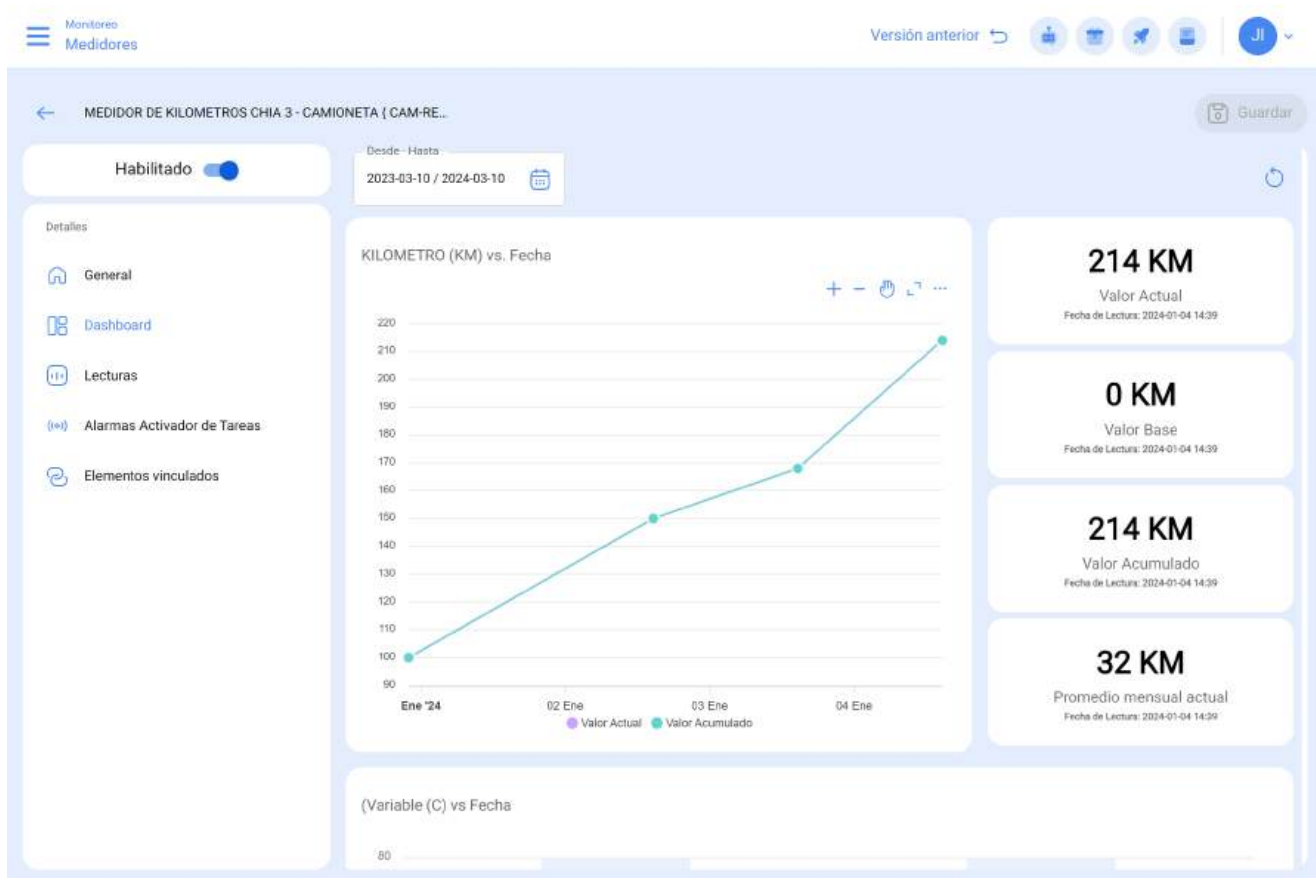 Monitoreo
Medidores
Versión anterior
JI
MEDIDOR DE KILOMETROS CHIA 3 - CAMIONETA { CAM-RE...
Guardar
Habilitado
Desde - Hasta
2023-03-10 / 2024-03-10
Detalles
General
Dashboard
Lecturas
Alarmas Activador de Tareas
Elementos vinculados
KILOMETRO (KM) vs. Fecha
220
210
200
190
180
170
160
150
140
130
120
110
100
90
Ene '24
02 Ene
03 Ene
04 Ene
Valor Actual
Valor Acumulado
214 KM
Valor Actual
Fecha de Lectura: 2024-01-04 14:39
0 KM
Valor Base
Fecha de Lectura: 2024-01-04 14:39
214 KM
Valor Acumulado
Fecha de Lectura: 2024-01-04 14:39
32 KM
Promedio mensual actual
Fecha de Lectura: 2024-01-04 14:39
(Variable (C) vs Fecha
80